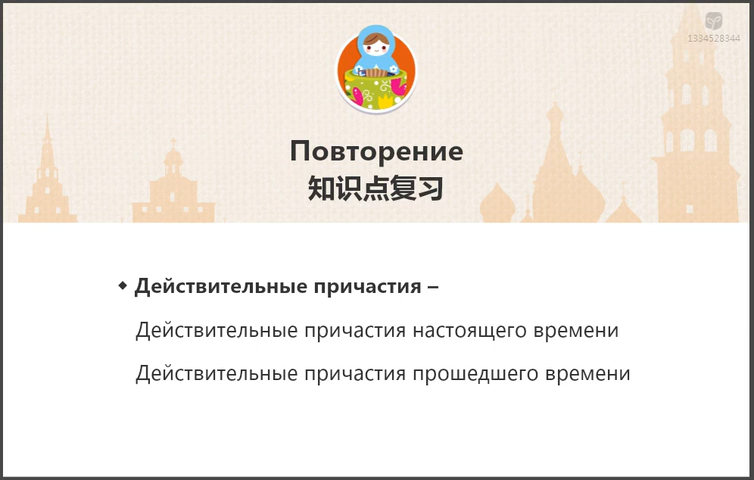 1334528344
Повторение
知识点复习
◆ Действительные причастия –
Действительные причастия настоящего времени
Действительные причастия прошедшего времени